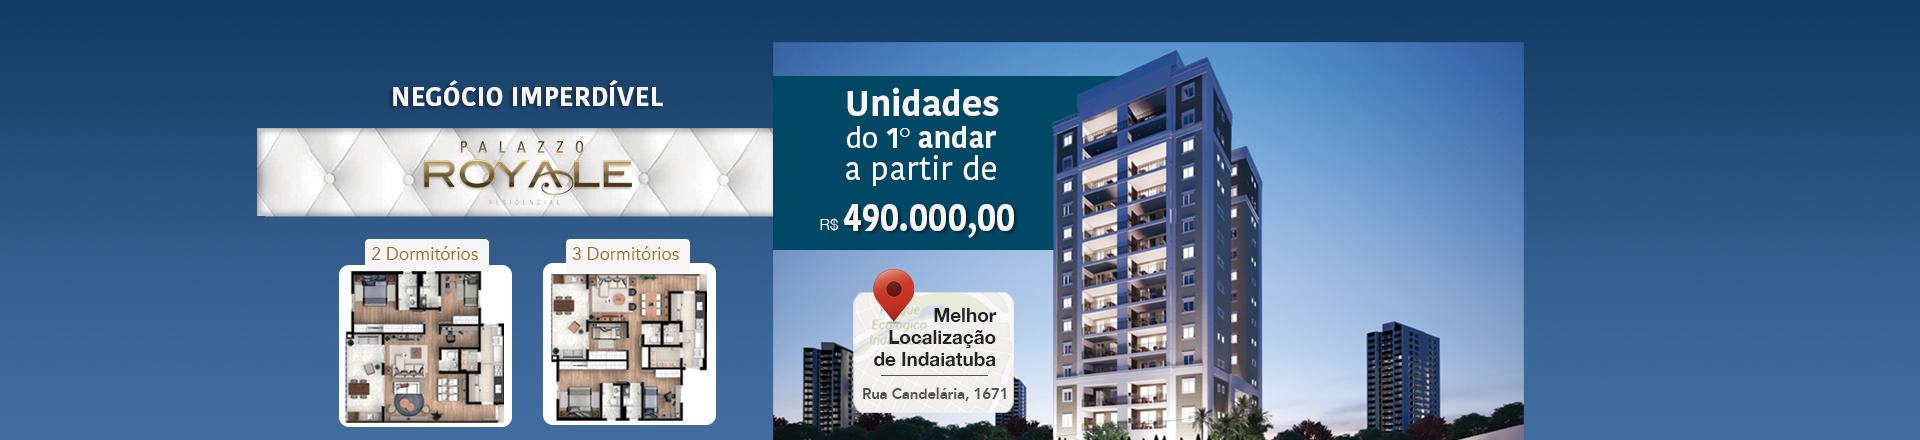 NEGÓCIO IMPERDÍVEL
PALAZZO
ROYALE
RESIDENCIAL
2 Dormitórios
3 Dormitórios
Unidades
do 1º andar
a partir de
R$ 490.000,00
Melhor
Localização
de Indaiatuba
Rua Candelária, 1671